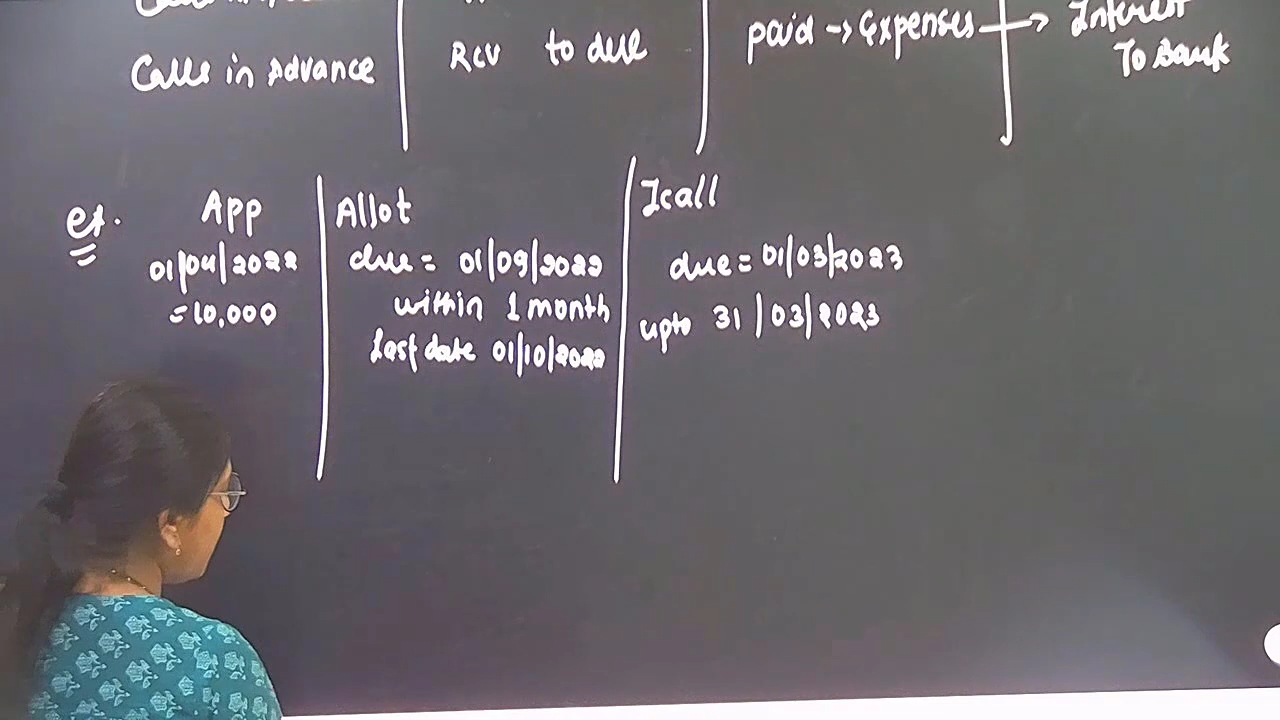 Calls in Advance
Rcv to due
paid → Expenses → Interest
To Bank
ex.
App
01/04/2022
= 10,000
Allot
due = 01/09/2022
within 1 month
Last date 01/10/2022
I call
due = 01/03/2023
upto 31/03/2023